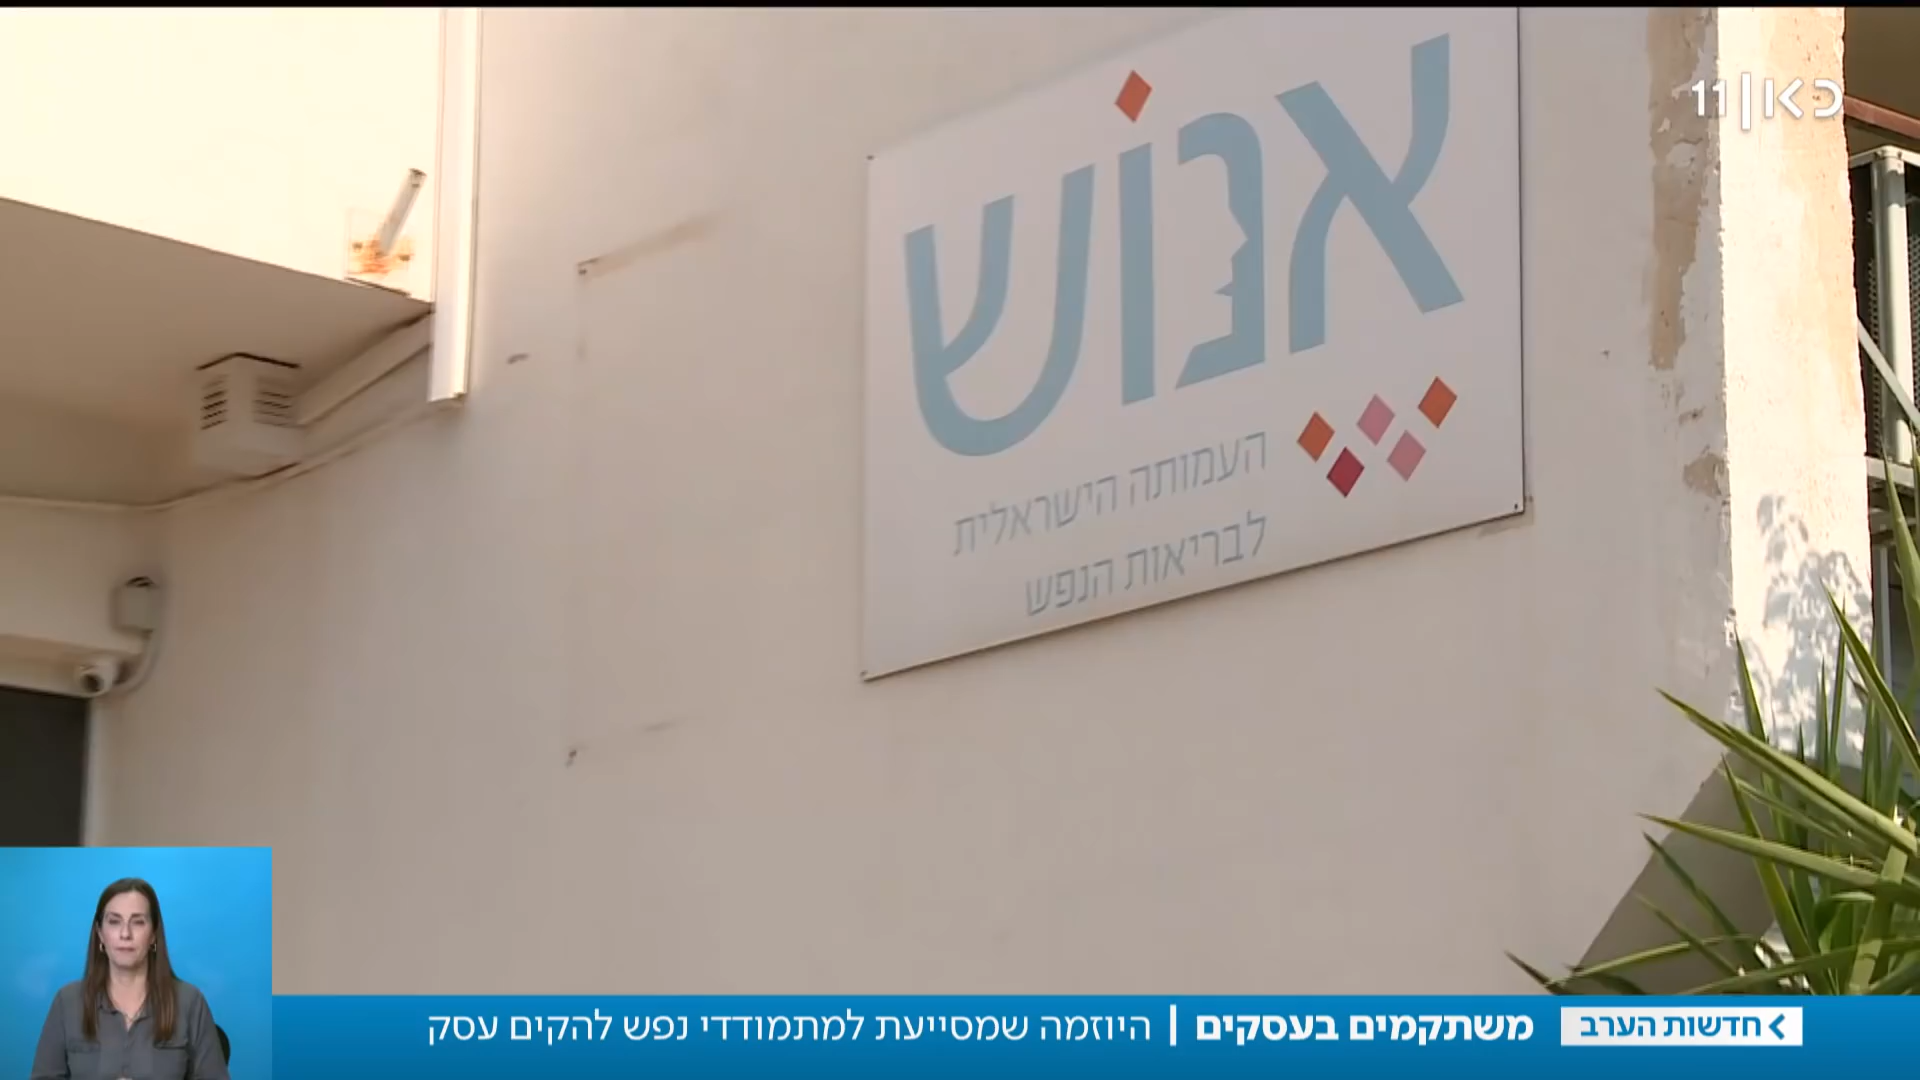 כאן 11
אנוש
העמותה הישראלית
לבריאות הנפש
חדשות הערב
משתקמים בעסקים | היוזמה שמסייעת למתמודדי נפש להקים עסק